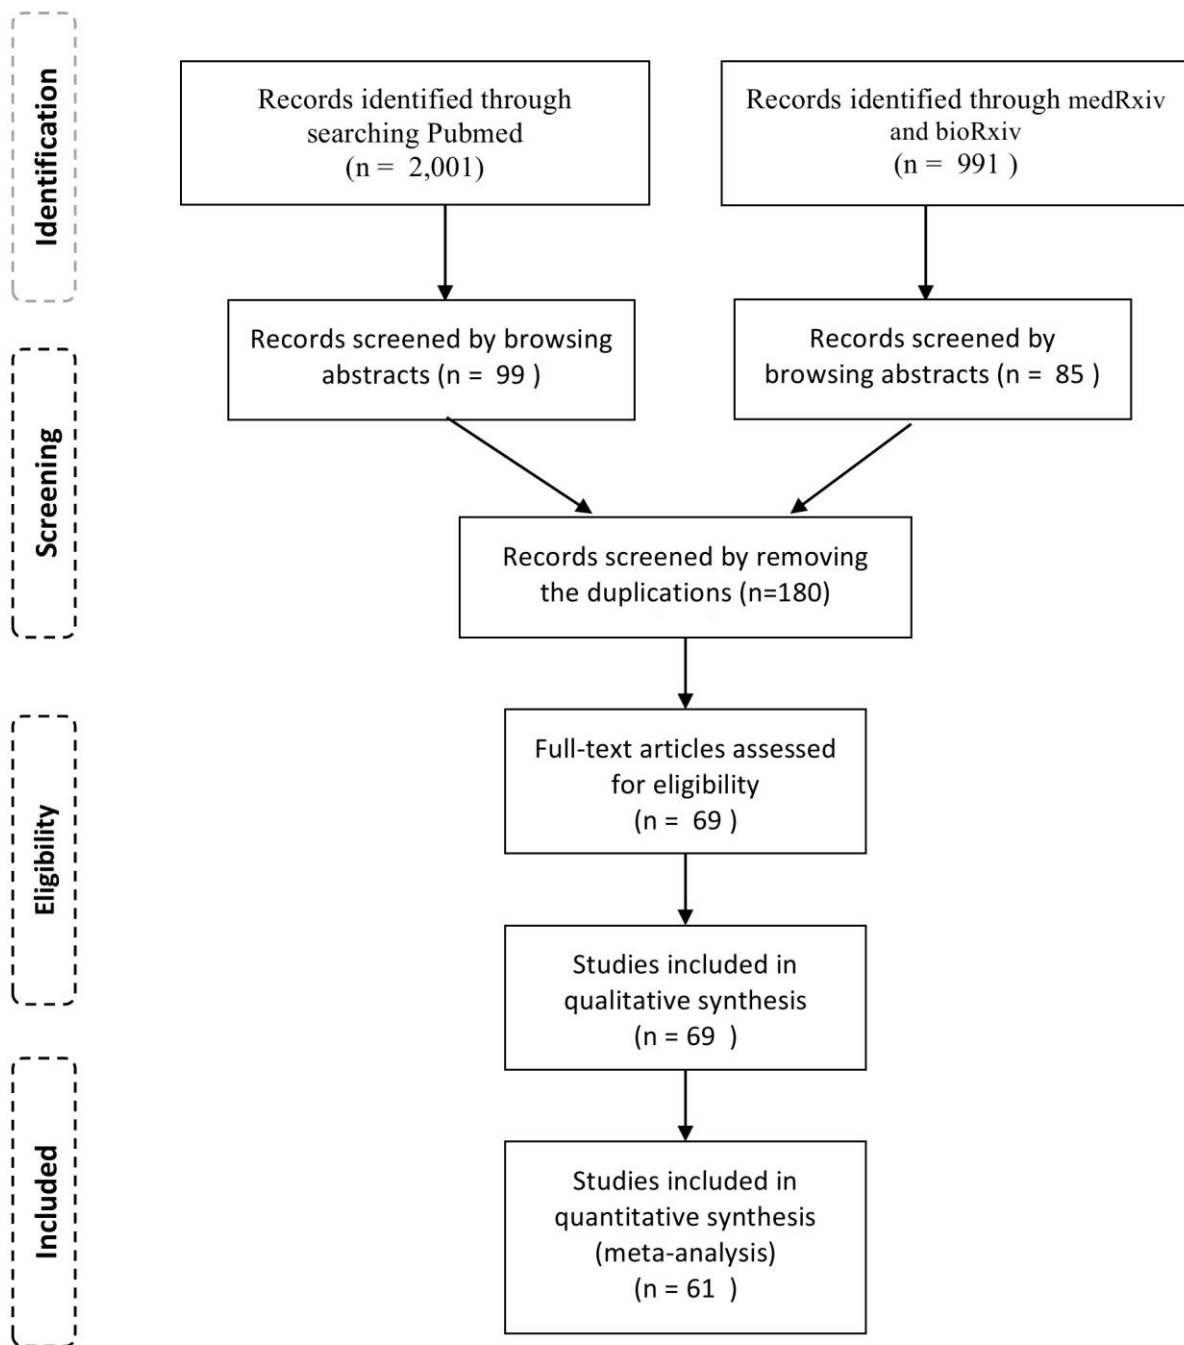 Identification
Records identified through
searching Pubmed
(n =  2,001)
Records identified through medRxiv
and bioRxiv
(n =  991 )
Screening
Records screened by browsing
abstracts (n =  99 )
Records screened by
browsing abstracts (n =  85 )
Records screened by removing
the duplications (n=180)
Eligibility
Full-text articles assessed
for eligibility
(n =  69 )
Studies included in
qualitative synthesis
(n = 69  )
Included
Studies included in
quantitative synthesis
(meta-analysis)
(n = 61  )